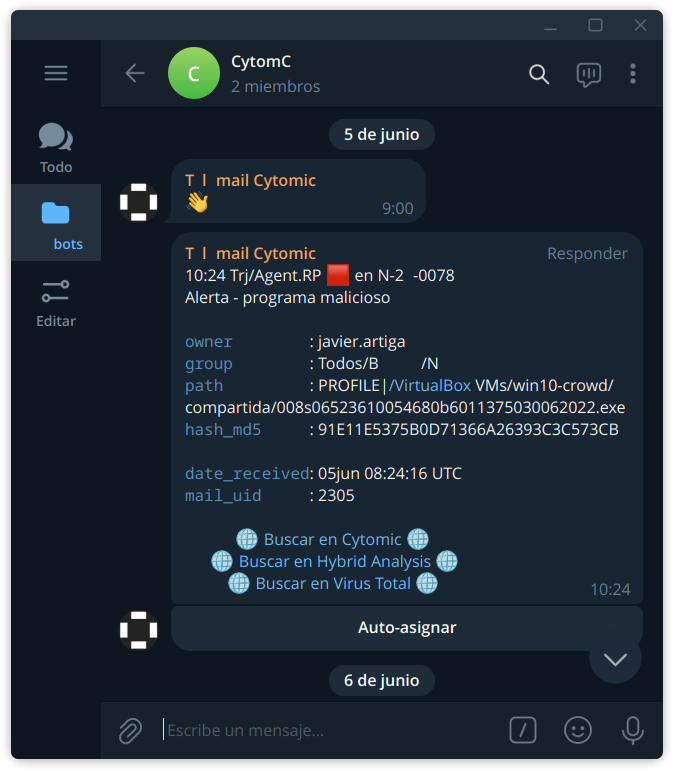 CytomC
C
2 miembros
Todo
bots
Editar
5 de junio
T l mail Cytomic
👋
9:00
T l mail Cytomic
Responder
10:24 Trj/Agent.RP 🟥 en N-2 -0078
Alerta - programa malicioso
owner : javier.artiga
group : Todos/B /N
path : PROFILE|/VirtualBox VMs/win10-crowd/
compartida/008s06523610054680b6011375030062022.exe
hash_md5 : 91E11E5375B0D71366A26393C3C573CB
date_received: 05jun 08:24:16 UTC
mail_uid : 2305
🌐 Buscar en Cytomic 🌐
🌐 Buscar en Hybrid Analysis 🌐
🌐 Buscar en Virus Total 🌐
10:24
Auto-asignar
6 de junio
Escribe un mensaje...